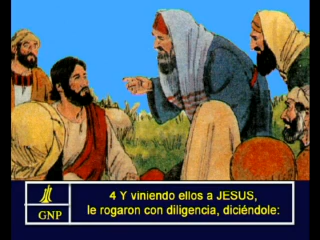 4 Y viniendo ellos a JESUS,
le rogaron con diligencia, diciéndole:
GNP